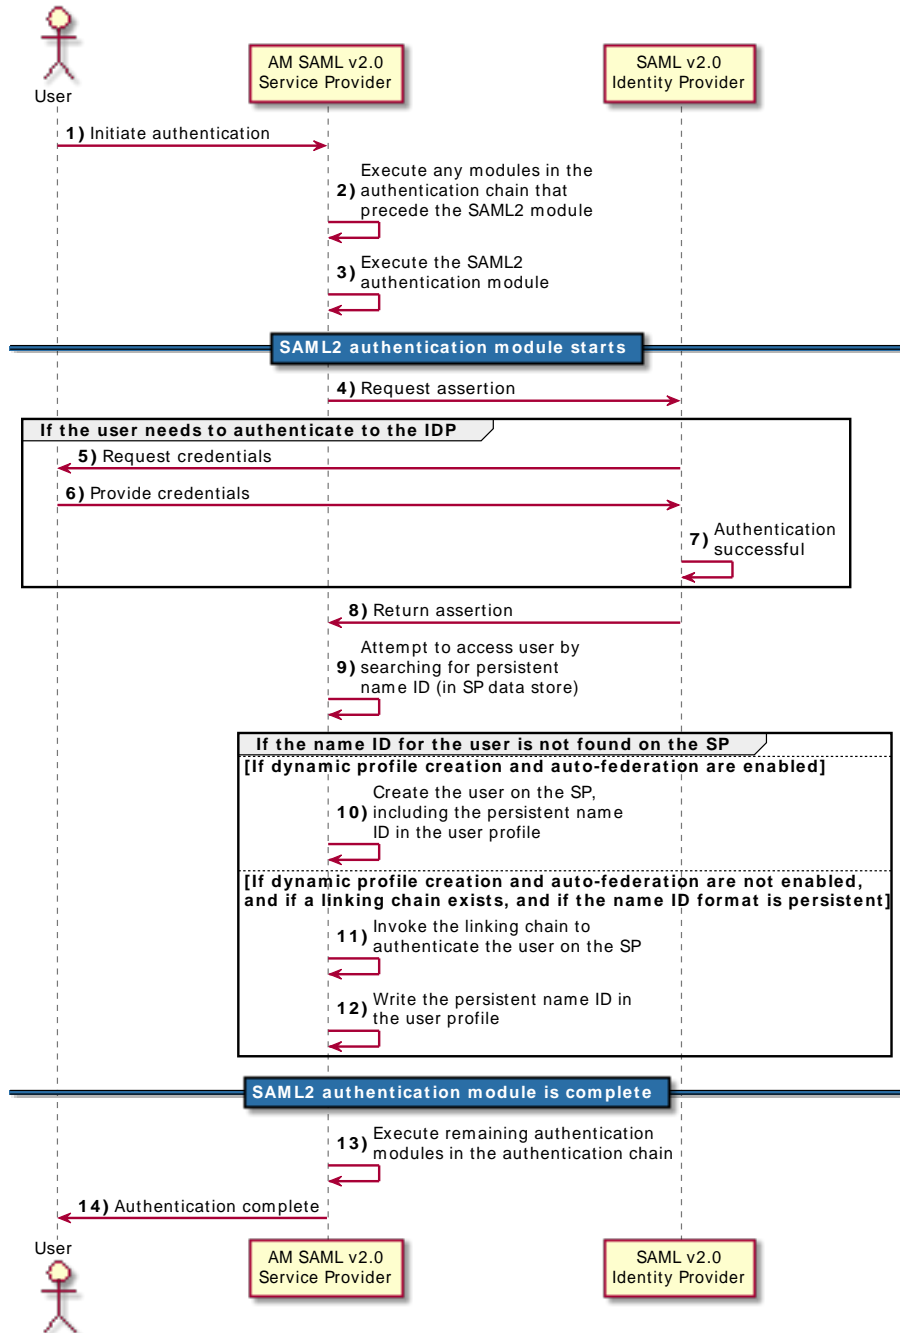 User
AM SAML v2.0
Service Provider
SAML v2.0
Identity Provider
1) Initiate authentication
Execute any modules in the
2) authentication chain that
precede the SAML2 module
3) Execute the SAML2
authentication module
SAML2 authentication module starts
4) Request assertion
If the user needs to authenticate to the IDP
5) Request credentials
6) Provide credentials
7) Authentication
successful
8) Return assertion
Attempt to access user by
9) searching for persistent
name ID (in SP data store)
If the name ID for the user is not found on the SP
[If dynamic profile creation and auto-federation are enabled]
Create the user on the SP,
10) including the persistent name
ID in the user profile
[If dynamic profile creation and auto-federation are not enabled,
and if a linking chain exists, and if the name ID format is persistent]
11) Invoke the linking chain to
authenticate the user on the SP
12) Write the persistent name ID in
the user profile
SAML2 authentication module is complete
13) Execute remaining authentication
modules in the authentication chain
14) Authentication complete
User
AM SAML v2.0
Service Provider
SAML v2.0
Identity Provider